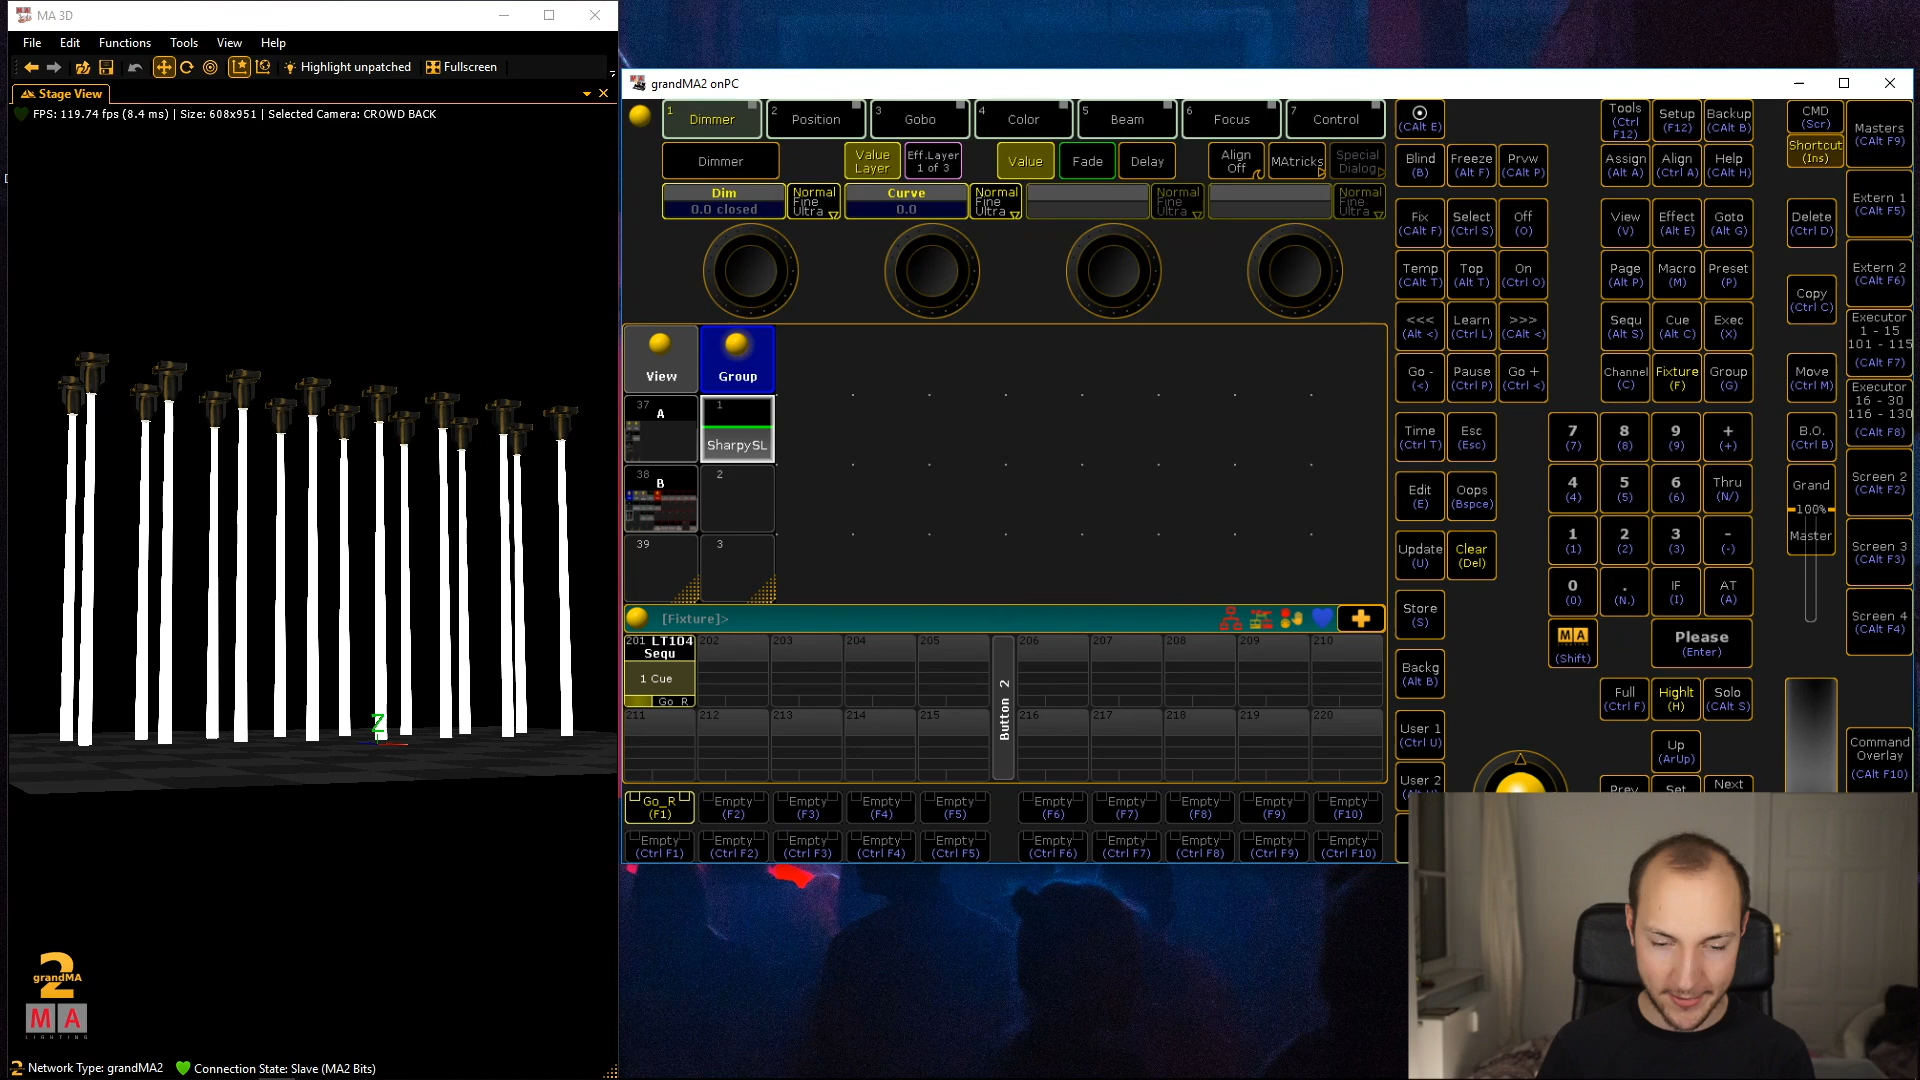 MA 3D
File Edit Functions Tools View Help
Highlight unpatched Fullscreen
Stage View
FPS: 119.74 fps (8.4 ms) | Size: 608x951 | Selected Camera: CROWD BACK
Z
grandMA
MA
LIGHTING
Network Type: grandMA2 Connection State: Slave (MA2 Bits)
grandMA2 onPC
1 Dimmer 2 Position 3 Gobo 4 Color 5 Beam 6 Focus 7 Control
Dimmer Value Layer Eff.Layer 1 of 3 Value Fade Delay Align Off MAtricks Special Dialog
Dim 0.0 closed Normal Fine Ultra Curve 0.0 Normal Fine Ultra Normal Fine Ultra Normal Fine Ultra
View Group
37 A 1 SharpySL
38 B 2
39 3
[Fixture]>
201 LT104 Sequ 202 203 204 205 206 207 208 209 210
1 Cue
Go_R
Button 2
211 212 213 214 215 216 217 218 219 220
Go_R (F1) Empty (F2) Empty (F3) Empty (F4) Empty (F5) Empty (F6) Empty (F7) Empty (F8) Empty (F9) Empty (F10)
Empty (Ctrl F1) Empty (Ctrl F2) Empty (Ctrl F3) Empty (Ctrl F4) Empty (Ctrl F5) Empty (Ctrl F6) Empty (Ctrl F7) Empty (Ctrl F8) Empty (Ctrl F9) Empty (Ctrl F10)
(CAlt E) Tools (Ctrl F12) Setup (F12) Backup (CAlt B) CMD (Scr) Masters (CAlt F9)
Blind (B) Freeze (Alt F) Prvw (CAlt P) Assign (Alt A) Align (Ctrl A) Help (CAlt H) Shortcut (Ins)
Fix (CAlt F) Select (Ctrl S) Off (O) View (V) Effect (Alt E) Goto (Alt G) Delete (Ctrl D) Extern 1 (CAlt F5)
Temp (CAlt T) Top (Alt T) On (Ctrl O) Page (Alt P) Macro (M) Preset (P) Copy (Ctrl C) Extern 2 (CAlt F6)
<<< (Alt <) Learn (Ctrl L) >>> (CAlt <) Sequ (Alt S) Cue (Alt C) Exec (X) Executor 1 - 15 101 - 115 (CAlt F7)
Go - (<) Pause (Ctrl P) Go + (Ctrl <) Channel (C) Fixture (F) Group (G) Move (Ctrl M) Executor 16 - 30 116 - 130 (CAlt F8)
Time (Ctrl T) Esc (Esc) 7 (7) 8 (8) 9 (9) + (+) B.O. (Ctrl B)
Edit (E) Oops (Bspce) 4 (4) 5 (5) 6 (6) Thru (N/) Grand 100% Master Screen 2 (CAlt F2)
Update (U) Clear (Del) 1 (1) 2 (2) 3 (3) - (-) Screen 3 (CAlt F3)
Store (S) 0 (0) . (N.) IF (I) AT (A) Screen 4 (CAlt F4)
MA (Shift) Please (Enter)
Backg (Alt B) Full (Ctrl F) Highlt (H) Solo (CAlt S)
User 1 (Ctrl U) Up (ArUp) Command Overlay (CAlt F10)
User 2 Prev Set Next